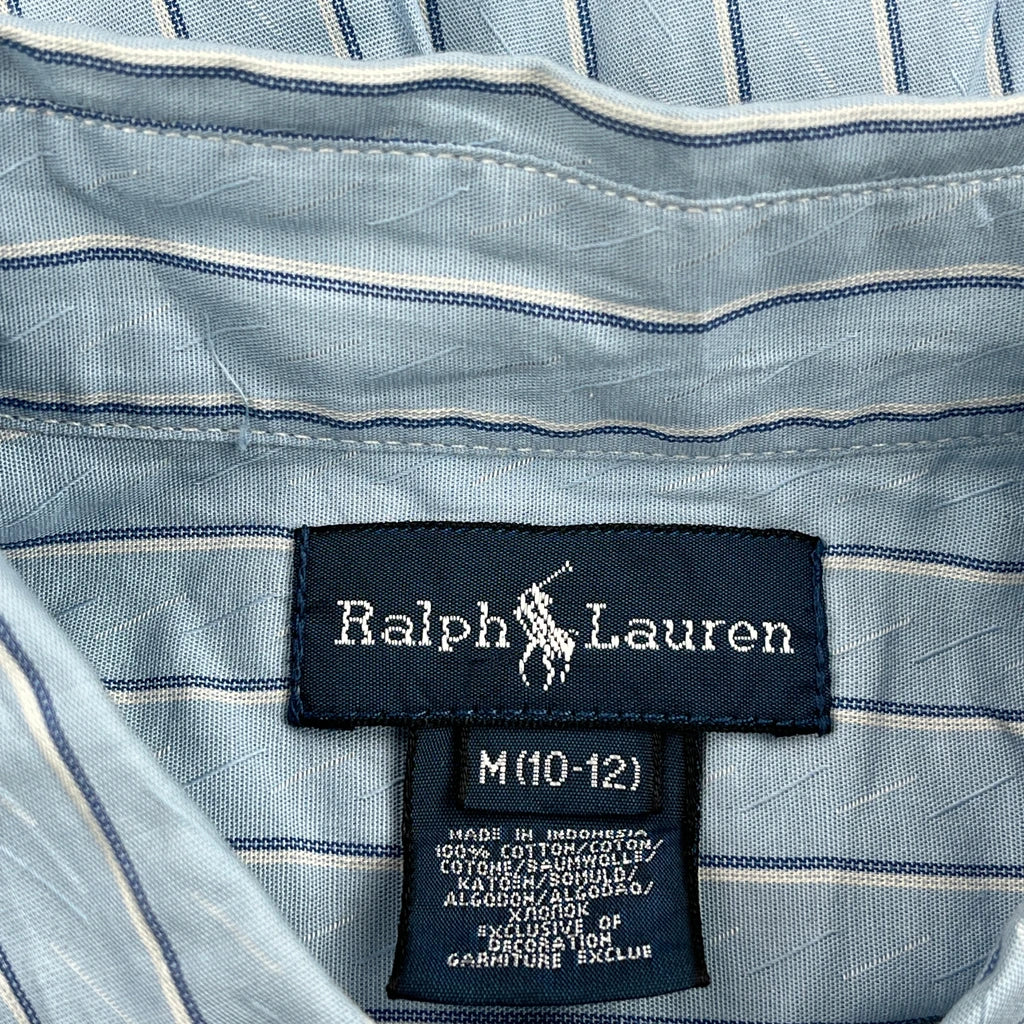 Ralph Lauren
M (10-12)
MADE IN INDONESIA
100% COTTON/COTON/
COTONE/BAUMWOLLE/
KATOEN/BOMULD/
ALGODON/ALGODAO/
ХЛОПОК
EXCLUSIVE OF
DECORATION
GARNITURE EXCLUE